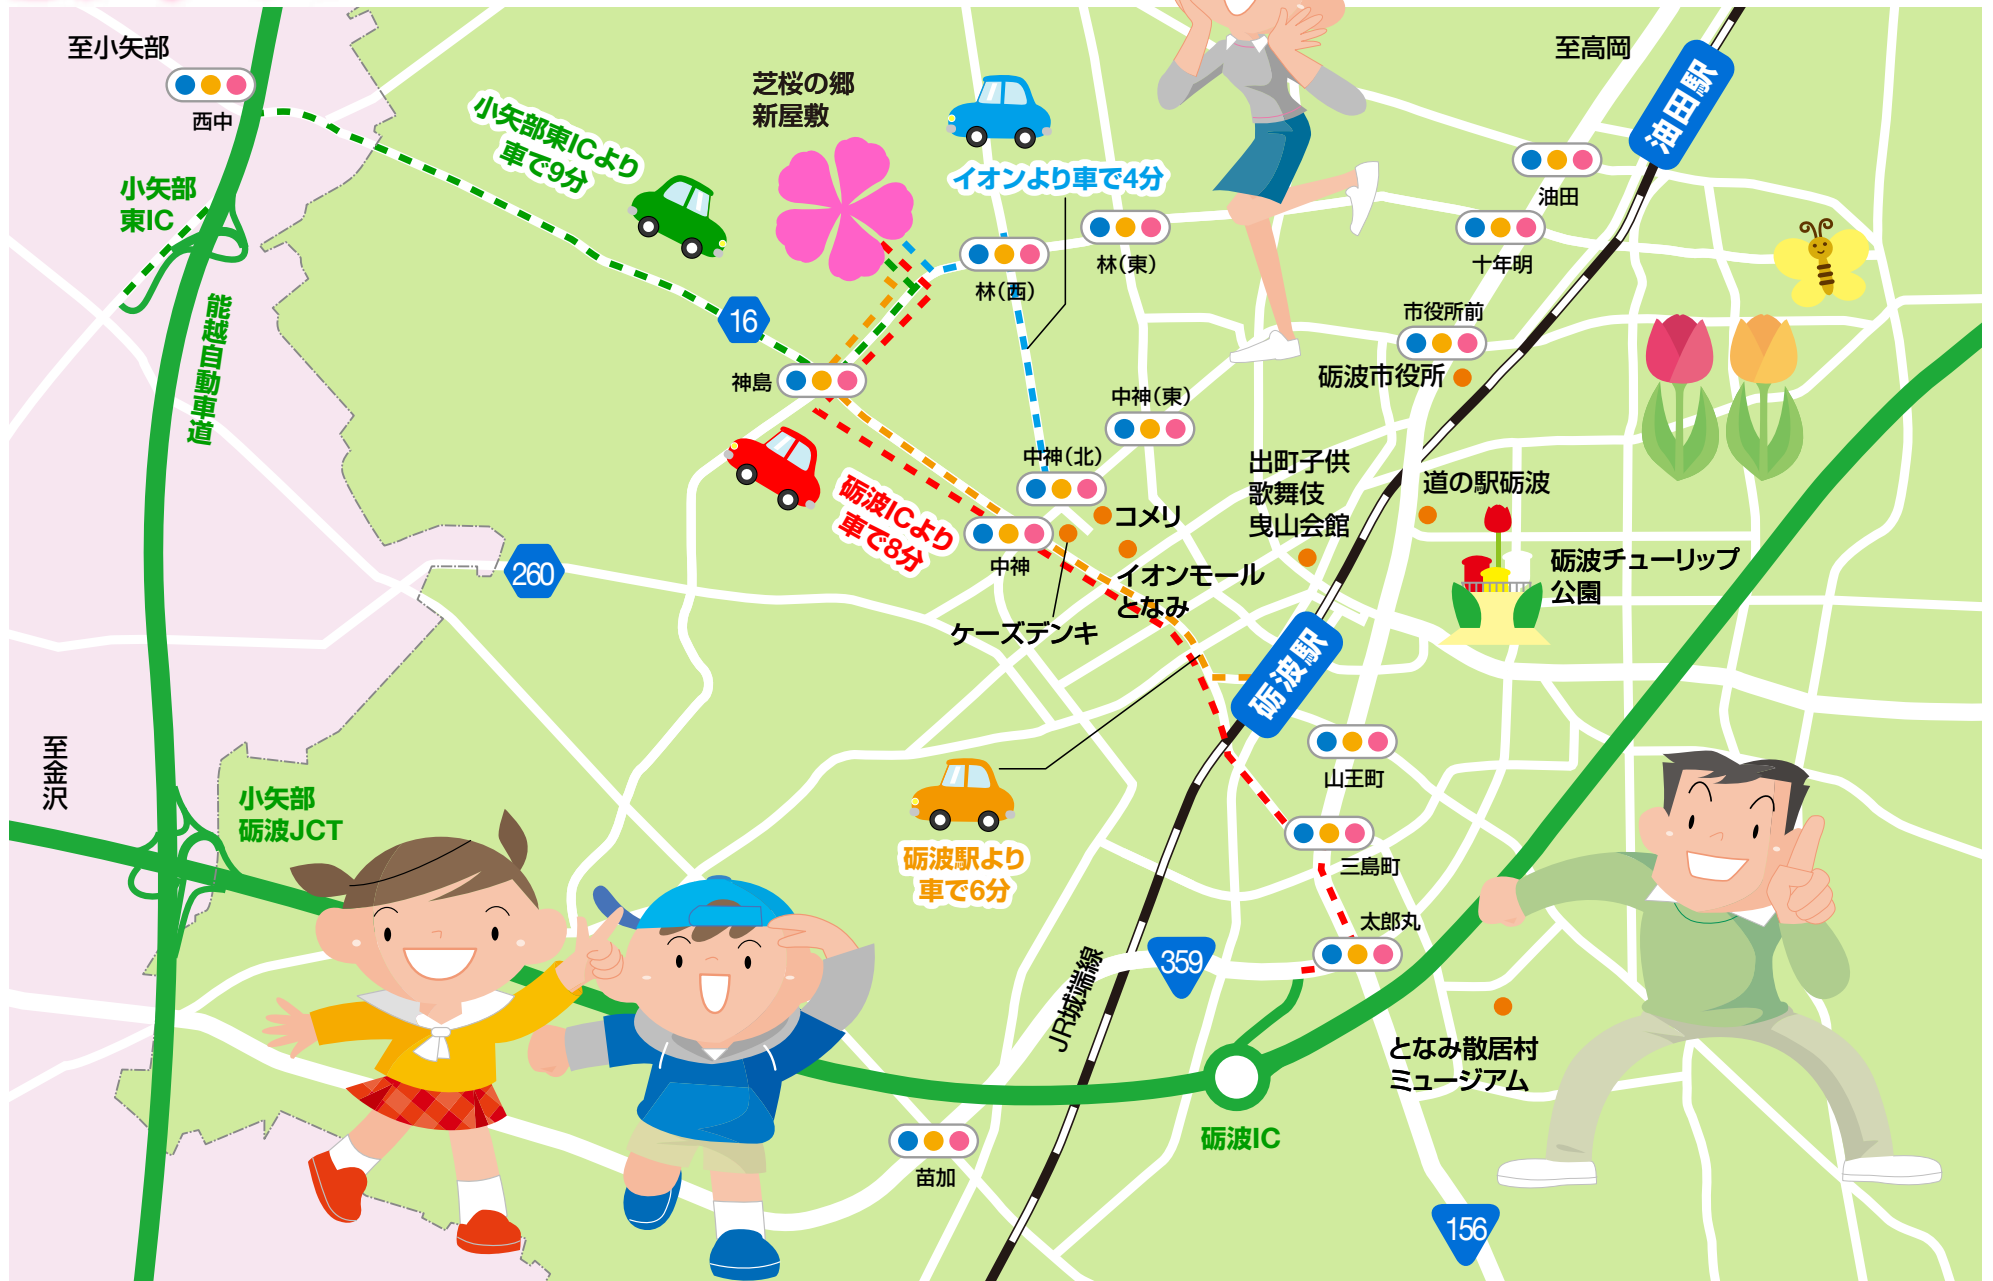 至小矢部
西中
小矢部
東IC
能越自動車道
小矢部東ICより
車で9分
芝桜の郷
新屋敷
イオンより車で4分
林(西)
林(東)
至高岡
油田駅
油田
十年明
市役所前
砺波市役所
16
神島
中神(東)
中神(北)
砺波ICより
車で8分
中神
コメリ
イオンモール
となみ
ケーズデンキ
出町子供
歌舞伎
曳山会館
道の駅砺波
砺波チューリップ
公園
260
砺波駅
至金沢
小矢部
砺波JCT
砺波駅より
車で6分
山王町
三島町
太郎丸
359
JR城端線
となみ散居村
ミュージアム
砺波IC
苗加
156